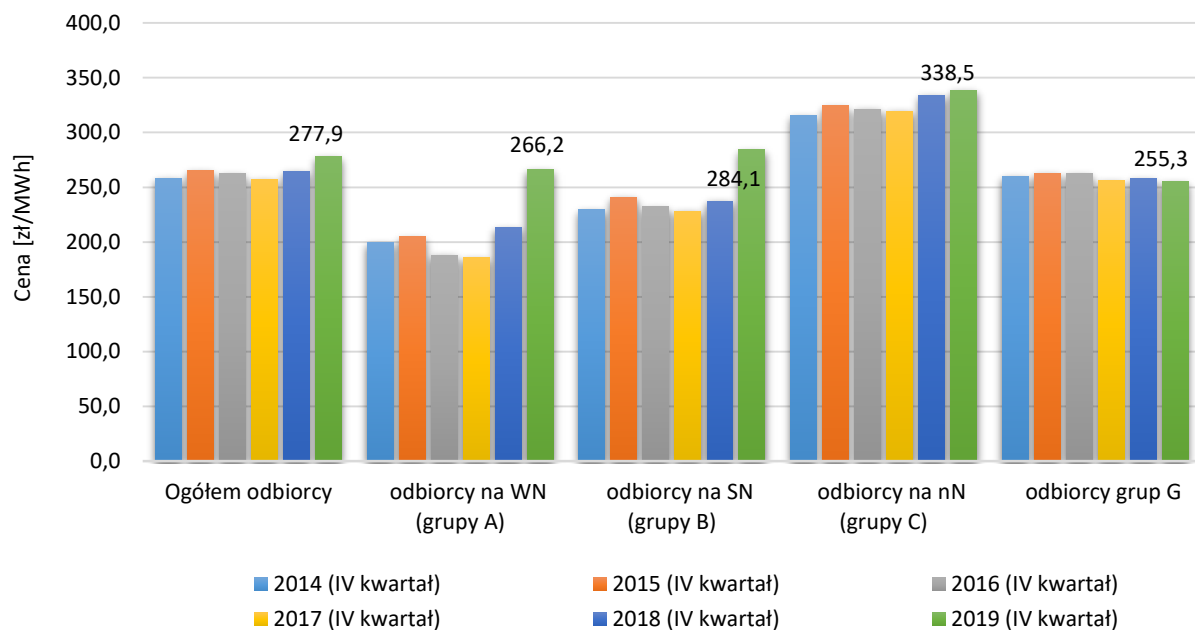 Cena [zł/MWh]
400,0
350,0
300,0
250,0
200,0
150,0
100,0
50,0
0,0
277,9
266,2
284,1
338,5
255,3
Ogółem odbiorcy
odbiorcy na WN
(grupy A)
odbiorcy na SN
(grupy B)
odbiorcy na nN
(grupy C)
odbiorcy grup G
2014 (IV kwartał)
2015 (IV kwartał)
2016 (IV kwartał)
2017 (IV kwartał)
2018 (IV kwartał)
2019 (IV kwartał)